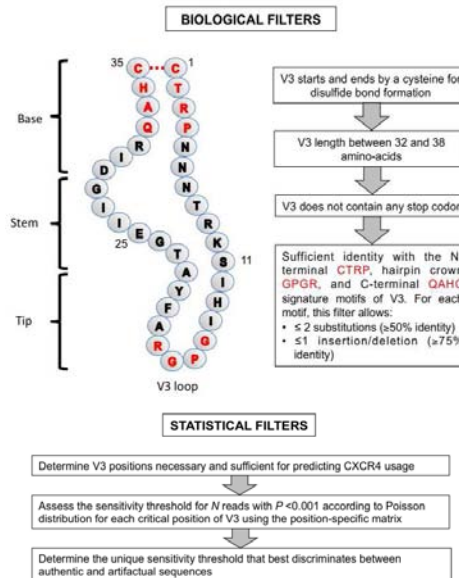 BIOLOGICAL FILTERS
35 C C 1
H T
A R
Q P
R N
I N
D N
G T
I R
I K
E S 11
25
G I
T H
A I
Y G
F P
A G
R
Base
Stem
Tip
V3 loop
V3 starts and ends by a cysteine for
disulfide bond formation
V3 length between 32 and 38
amino-acids
V3 does not contain any stop codon
Sufficient identity with the N-
terminal CTRP, hairpin crown
GPGR, and C-terminal QAHC
signature motifs of V3. For each
motif, this filter allows:
• ≤ 2 substitutions (≥50% identity)
• ≤1 insertion/deletion (≥75%
identity)
STATISTICAL FILTERS
Determine V3 positions necessary and sufficient for predicting CXCR4 usage
Assess the sensitivity threshold for N reads with P <0.001 according to Poisson
distribution for each critical position of V3 using the position-specific matrix
Determine the unique sensitivity threshold that best discriminates between
authentic and artifactual sequences